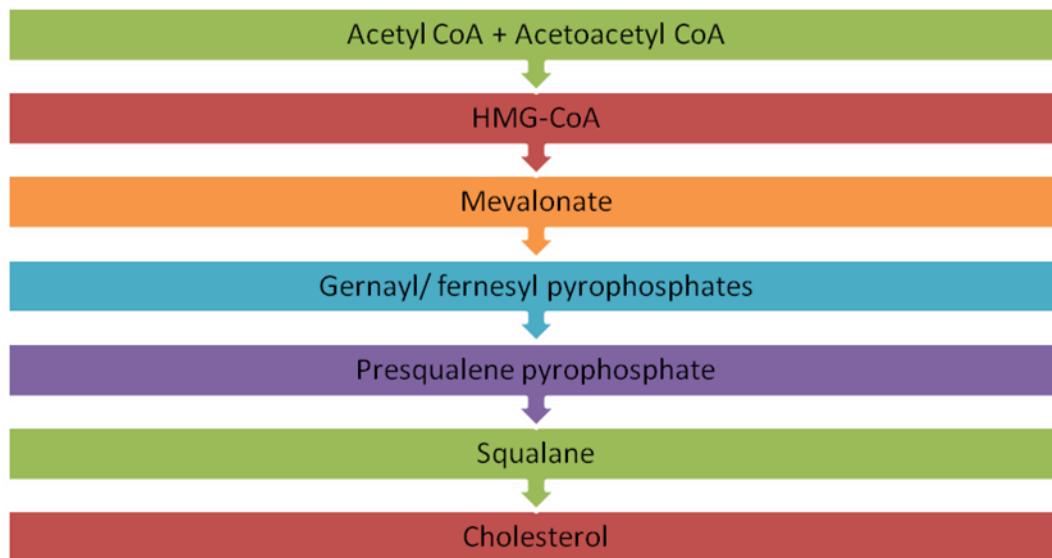 Acetyl CoA + Acetoacetyl CoA
HMG-CoA
Mevalonate
Gernayl/ fernesyl pyrophosphates
Presqualene pyrophosphate
Squalane
Cholesterol